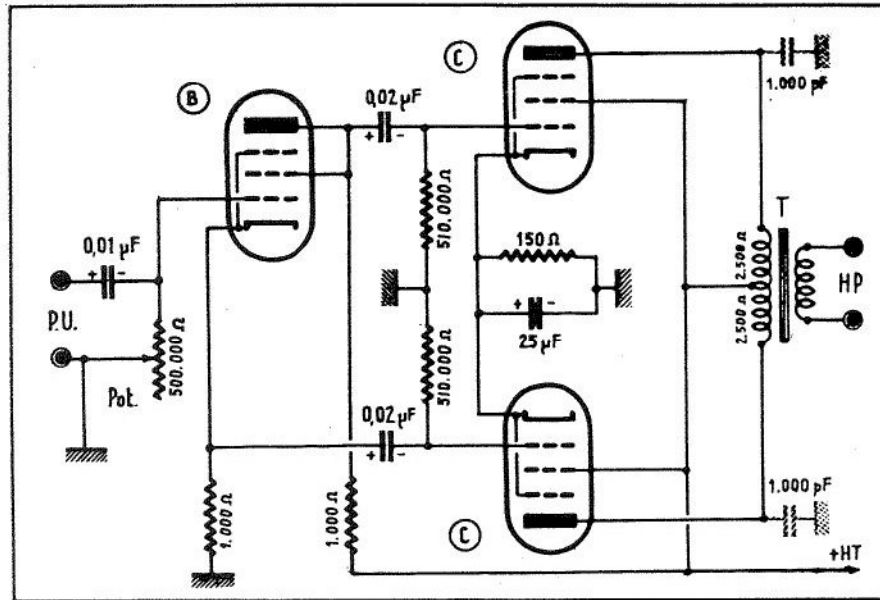 C
B
0,02 µF
+ -
1.000 pF
510.000 Ω
0,01 µF
+ -
P.U.
Pot.
500.000 Ω
150 Ω
+ -
25 µF
T
2.500 Ω
2.500 Ω
HP
510.000 Ω
0,02 µF
+ -
1.000 Ω
1.000 Ω
C
1.000 pF
+HT